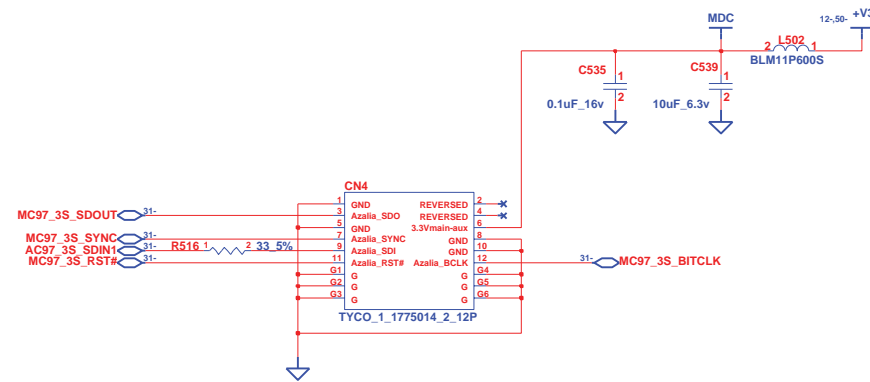 MDC
12-,50- +V3
L502
2 1
BLM11P600S
C535
1
2
0.1uF_16v
C539
1
2
10uF_6.3v
CN4
1 GND REVERSED 2
MC97_3S_SDOUT 31- 3 Azalia_SDO REVERSED 4
5 GND 3.3Vmain-aux 6
MC97_3S_SYNC 31- 7 Azalia_SYNC GND 8
AC97_3S_SDIN1 31- R516 1 2 33_5% 9 Azalia_SDI GND 10
MC97_3S_RST# 31- 11 Azalia_RST# Azalia_BCLK 12 31- MC97_3S_BITCLK
G1 G G G4
G2 G G G5
G3 G G G6
TYCO_1_1775014_2_12P